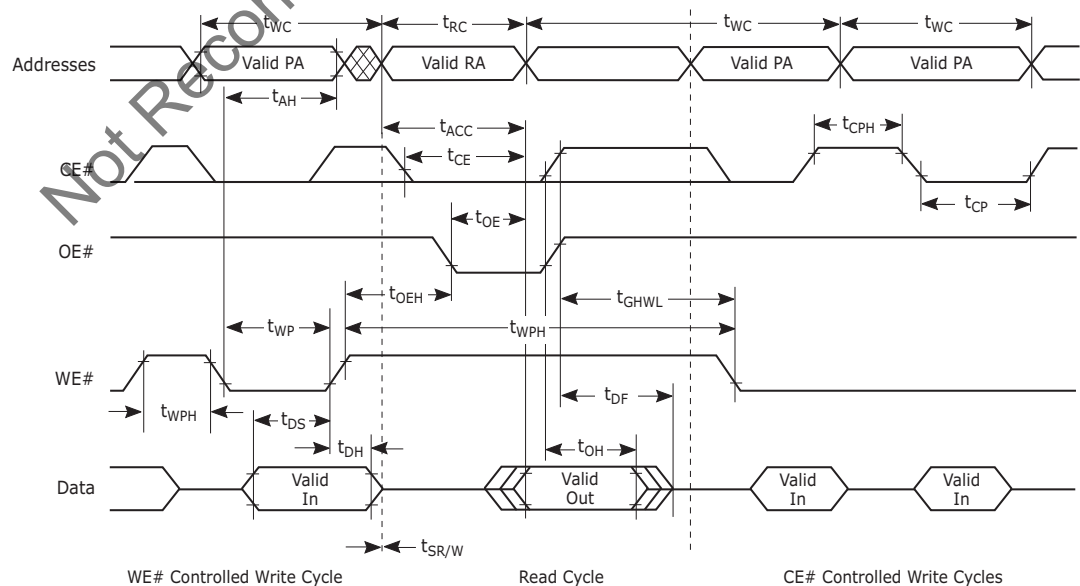 tWC
tRC
tWC
tWC
Addresses
Valid PA
Valid RA
Valid PA
Valid PA
tAH
tACC
tCPH
tCE
CE#
tCP
tOE
OE#
tOEH
tGHWL
tWP
tWPH
WE#
tWPH
tDS
tDF
tDH
tOH
Data
Valid
In
Valid
Out
Valid
In
Valid
In
tSR/W
WE# Controlled Write Cycle
Read Cycle
CE# Controlled Write Cycles
Not Recom